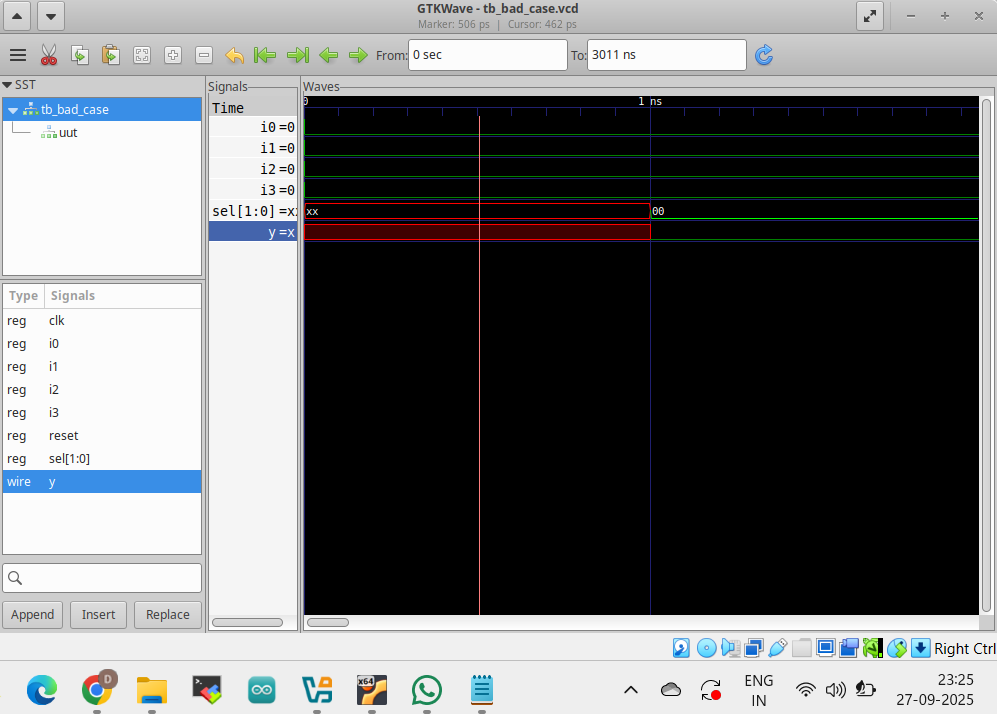 GTKWave - tb_bad_case.vcd
Marker: 506 ps | Cursor: 462 ps
From: 0 sec To: 3011 ns
SST
tb_bad_case
uut
Type Signals
reg clk
reg i0
reg i1
reg i2
reg i3
reg reset
reg sel[1:0]
wire y
Append Insert Replace
Signals
Time
i0 =0
i1 =0
i2 =0
i3 =0
sel[1:0] =xx
y =x
Waves
0 1 ns
xx 00
Right Ctrl
D
x64
ENG
IN
23:25
27-09-2025